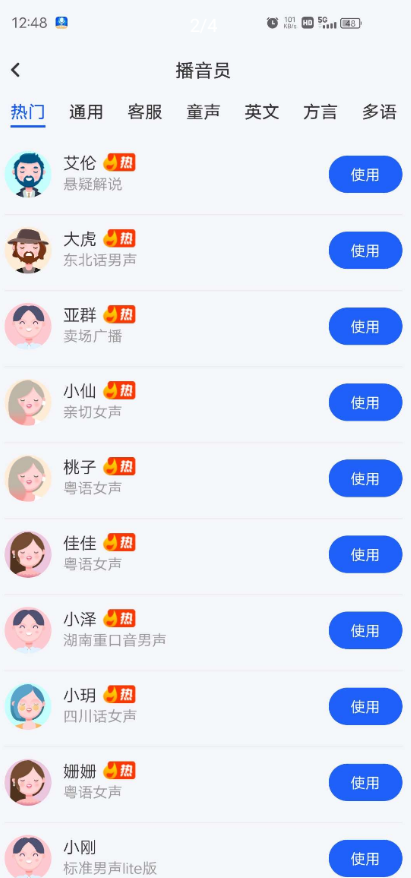 12:48
2/4
101
KB/s
HD
5G
48
播音员
热门 通用 客服 童声 英文 方言 多语
艾伦 热
悬疑解说
使用
大虎 热
东北话男声
使用
亚群 热
卖场广播
使用
小仙 热
亲切女声
使用
桃子 热
粤语女声
使用
佳佳 热
粤语女声
使用
小泽 热
湖南重口音男声
使用
小玥 热
四川话女声
使用
姗姗 热
粤语女声
使用
小刚
标准男声lite版
使用